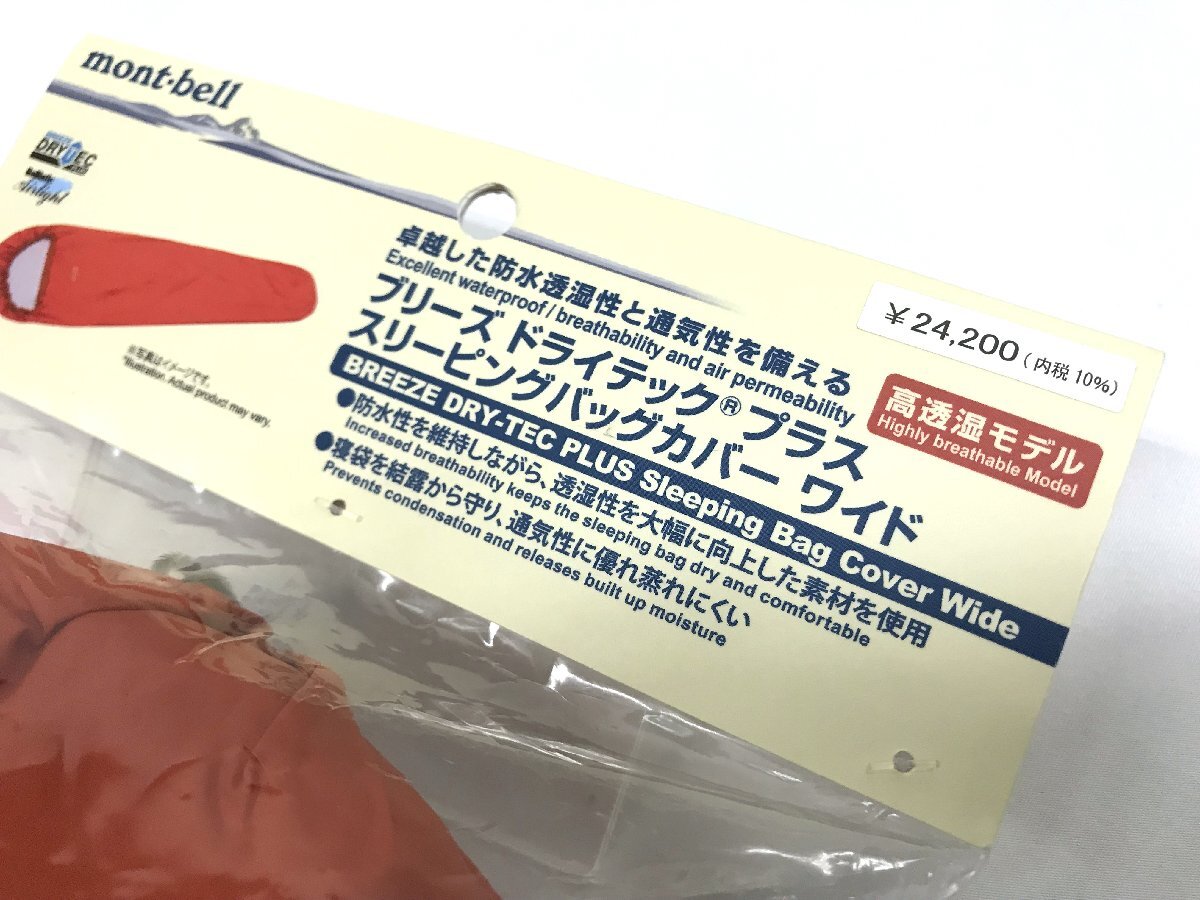 mont·bell
DRY TEC
Airlight
※写真はイメージです。
*Illustration. Actual product may vary.
卓越した防水透湿性と通気性を備える
Excellent waterproof / breathability and air permeability
ブリーズ ドライテック® プラス
スリーピングバッグカバー ワイド
BREEZE DRY-TEC PLUS Sleeping Bag Cover Wide
¥24,200(内税10%)
高透湿モデル
Highly breathable Model
●防水性を維持しながら、透湿性を大幅に向上した素材を使用
Increased breathability keeps the sleeping bag dry and comfortable
●寝袋を結露から守り、通気性に優れ蒸れにくい
Prevents condensation and releases built up moisture